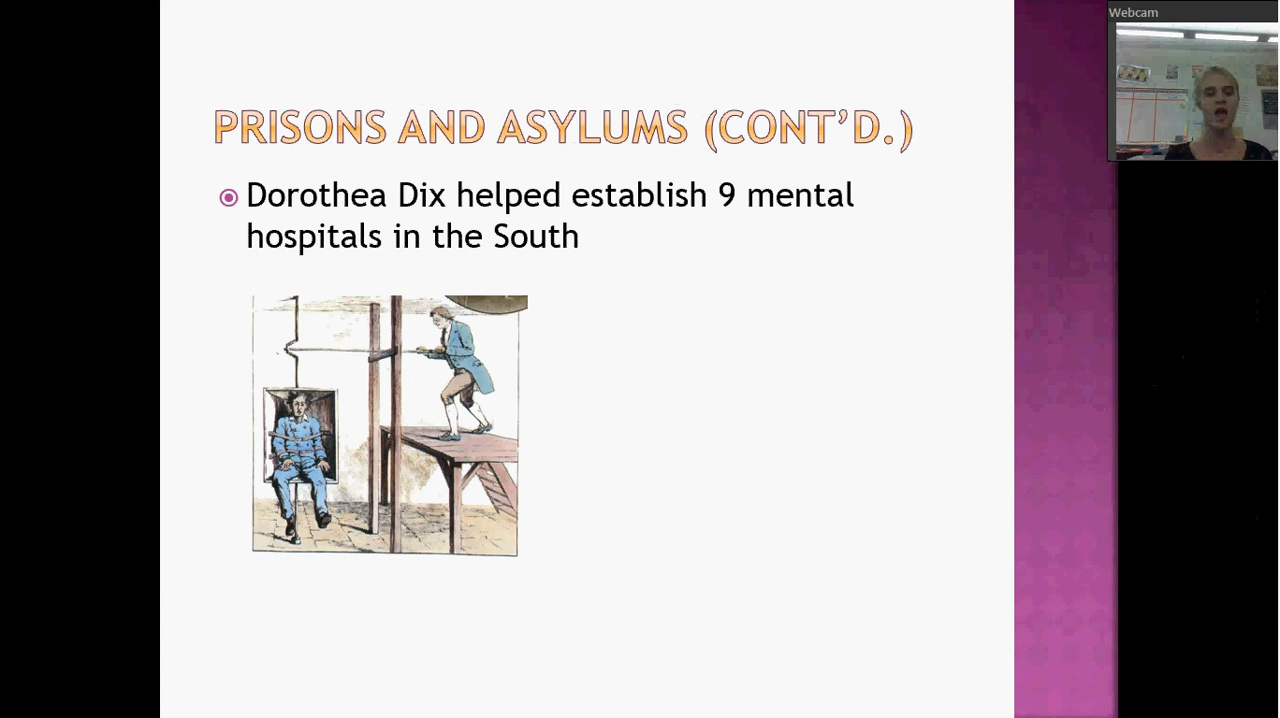 Webcam
PRISONS AND ASYLUMS (CONT'D.)
Dorothea Dix helped establish 9 mental
hospitals in the South